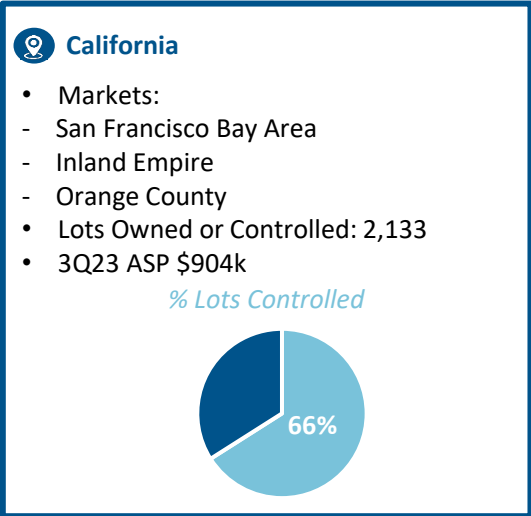 California
• Markets:
- San Francisco Bay Area
- Inland Empire
- Orange County
• Lots Owned or Controlled: 2,133
• 3Q23 ASP $904k
% Lots Controlled
66%